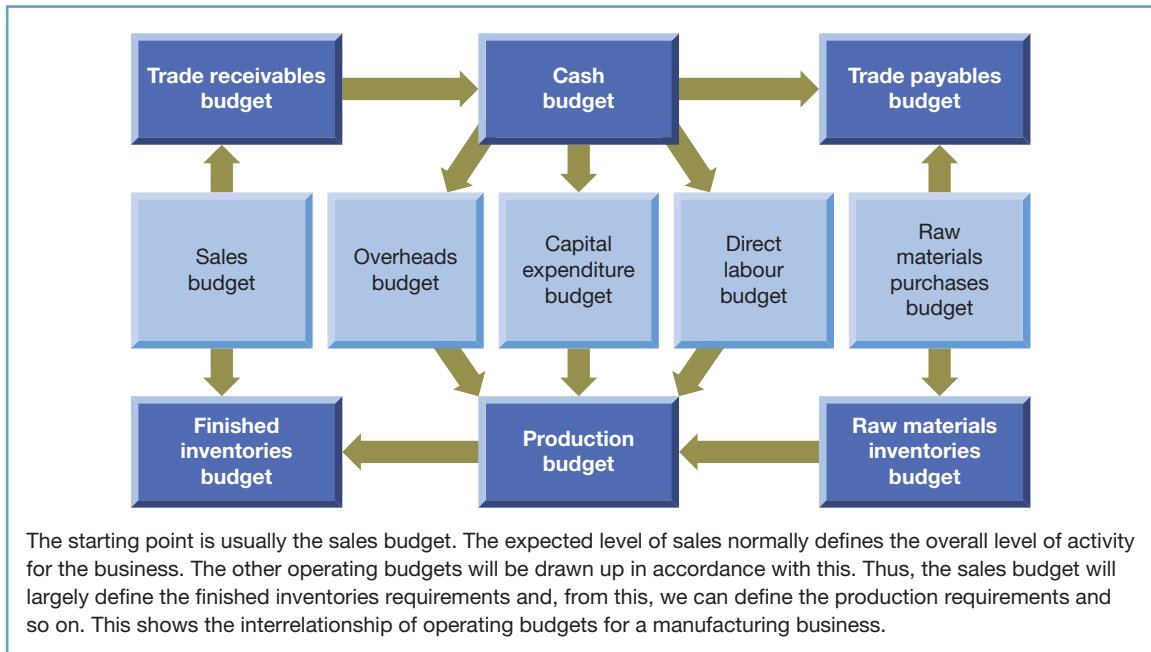 Trade receivables
budget
Cash
budget
Trade payables
budget
Sales
budget
Overheads
budget
Capital
expenditure
budget
Direct
labour
budget
Raw
materials
purchases
budget
Finished
inventories
budget
Production
budget
Raw materials
inventories
budget
The starting point is usually the sales budget. The expected level of sales normally defines the overall level of activity
for the business. The other operating budgets will be drawn up in accordance with this. Thus, the sales budget will
largely define the finished inventories requirements and, from this, we can define the production requirements and
so on. This shows the interrelationship of operating budgets for a manufacturing business.